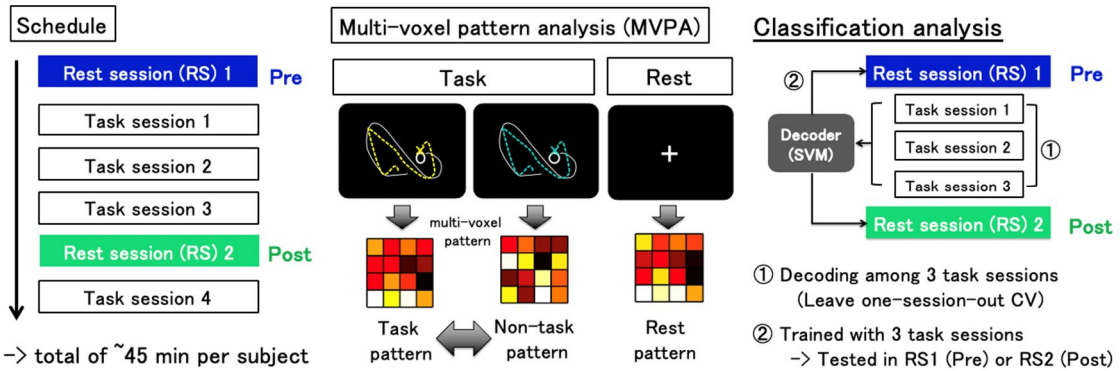 Schedule
Rest session (RS) 1 Pre
Task session 1
Task session 2
Task session 3
Rest session (RS) 2 Post
Task session 4
-> total of ~45 min per subject
Multi-voxel pattern analysis (MVPA)
Task Rest
+
multi-voxel
pattern
Task
pattern
Non-task
pattern
Rest
pattern
Classification analysis
② Rest session (RS) 1 Pre
Task session 1
Task session 2
Task session 3
①
Decoder
(SVM)
Rest session (RS) 2 Post
① Decoding among 3 task sessions
(Leave one-session-out CV)
② Trained with 3 task sessions
-> Tested in RS1 (Pre) or RS2 (Post)